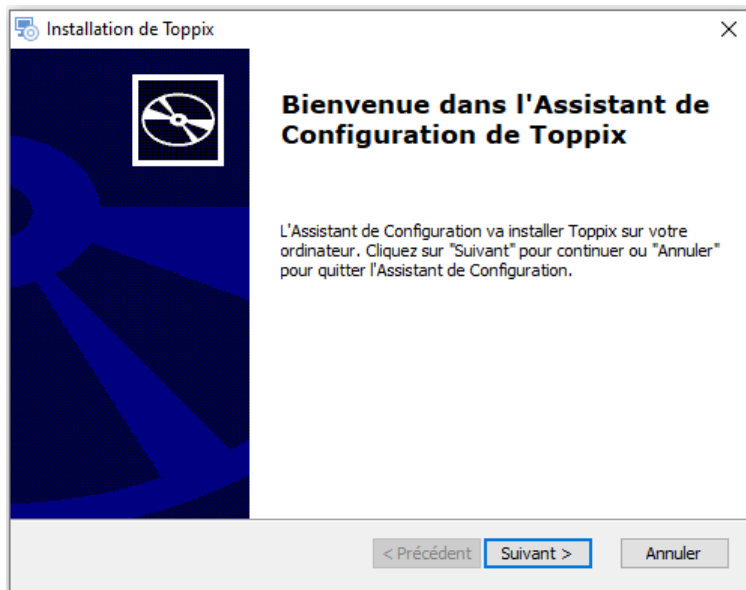 Installation de Toppix
Bienvenue dans l'Assistant de
Configuration de Toppix
L'Assistant de Configuration va installer Toppix sur votre
ordinateur. Cliquez sur "Suivant" pour continuer ou "Annuler"
pour quitter l'Assistant de Configuration.
< Précédent Suivant > Annuler